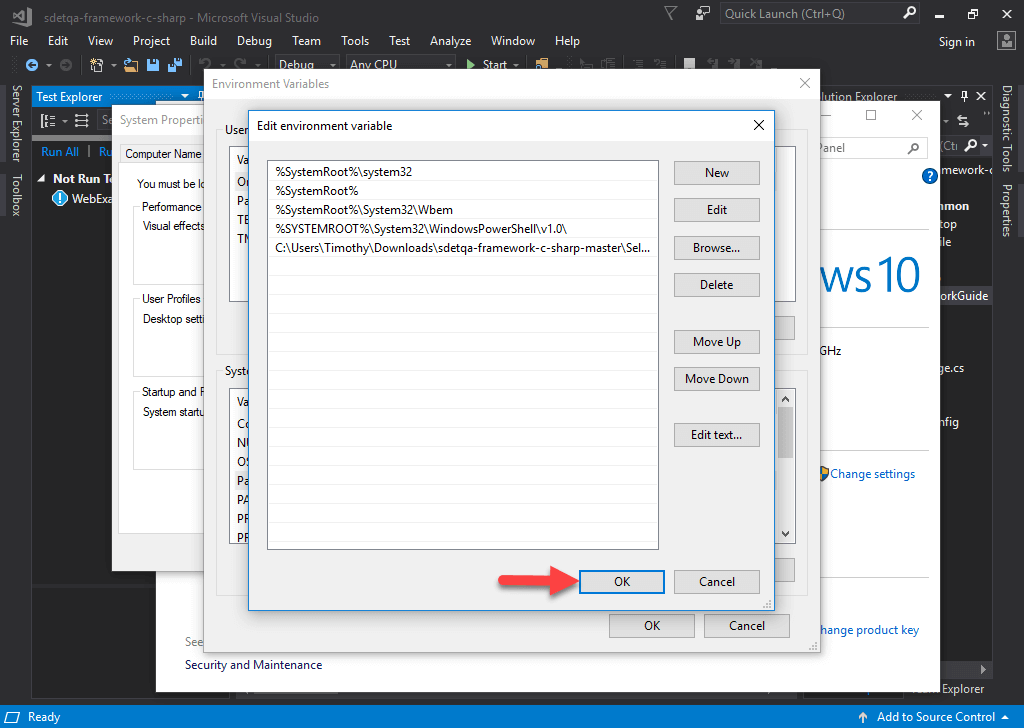 sdetqa-framework-c-sharp - Microsoft Visual Studio
Quick Launch (Ctrl+Q)
File Edit View Project Build Debug Team Tools Test Analyze Window Help
Sign in
Debug Any CPU Start
Server Explorer
Toolbox
Test Explorer
Se
Run All Ru
Not Run Te
WebExa
System Properti
Computer Name
You must be lo
Performance
Visual effects
User Profiles
Desktop setti
Startup and R
System startu
Environment Variables
User
Va
On
Pa
TE
TM
Syste
Va
Co
NU
OS
Pa
PA
PR
PR
OK Cancel
Edit environment variable
%SystemRoot%\system32
%SystemRoot%
%SystemRoot%\System32\Wbem
%SYSTEMROOT%\System32\WindowsPowerShell\v1.0\
C:\Users\Timothy\Downloads\sdetqa-framework-c-sharp-master\Sel...
New
Edit
Browse...
Delete
Move Up
Move Down
Edit text...
OK Cancel
lution Explorer
Panel
(Ctr
mework-c
mmon
top
ile
ws 10
orkGuide
GHz
ge.cs
nfig
Change settings
hange product key
See
Security and Maintenance
Explorer
Diagnostic Tools
Properties
Ready
Add to Source Control